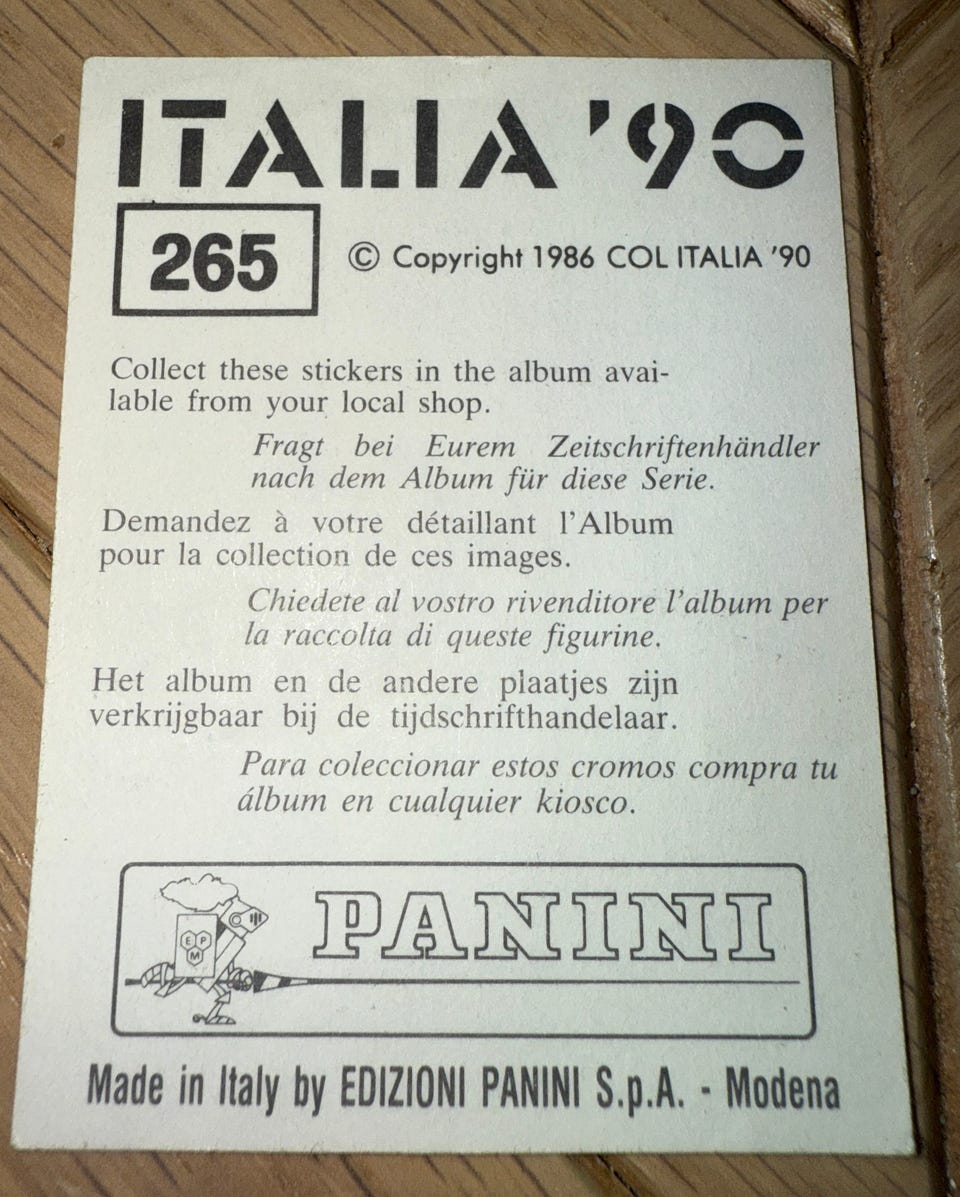 ITALIA '90
265
© Copyright 1986 COL ITALIA '90
Collect these stickers in the album avai-
lable from your local shop.
Fragt bei Eurem Zeitschriftenhändler
nach dem Album für diese Serie.
Demandez à votre détaillant l'Album
pour la collection de ces images.
Chiedete al vostro rivenditore l'album per
la raccolta di queste figurine.
Het album en de andere plaatjes zijn
verkrijgbaar bij de tijdschrifthandelaar.
Para coleccionar estos cromos compra tu
álbum en cualquier kiosco.
E P
M
PANINI
Made in Italy by EDIZIONI PANINI S.p.A. - Modena